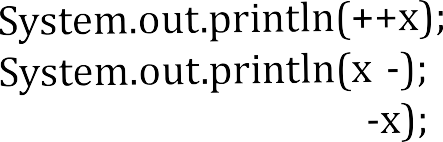 System.out.println(++x);
System.out.println(x -);
-x);